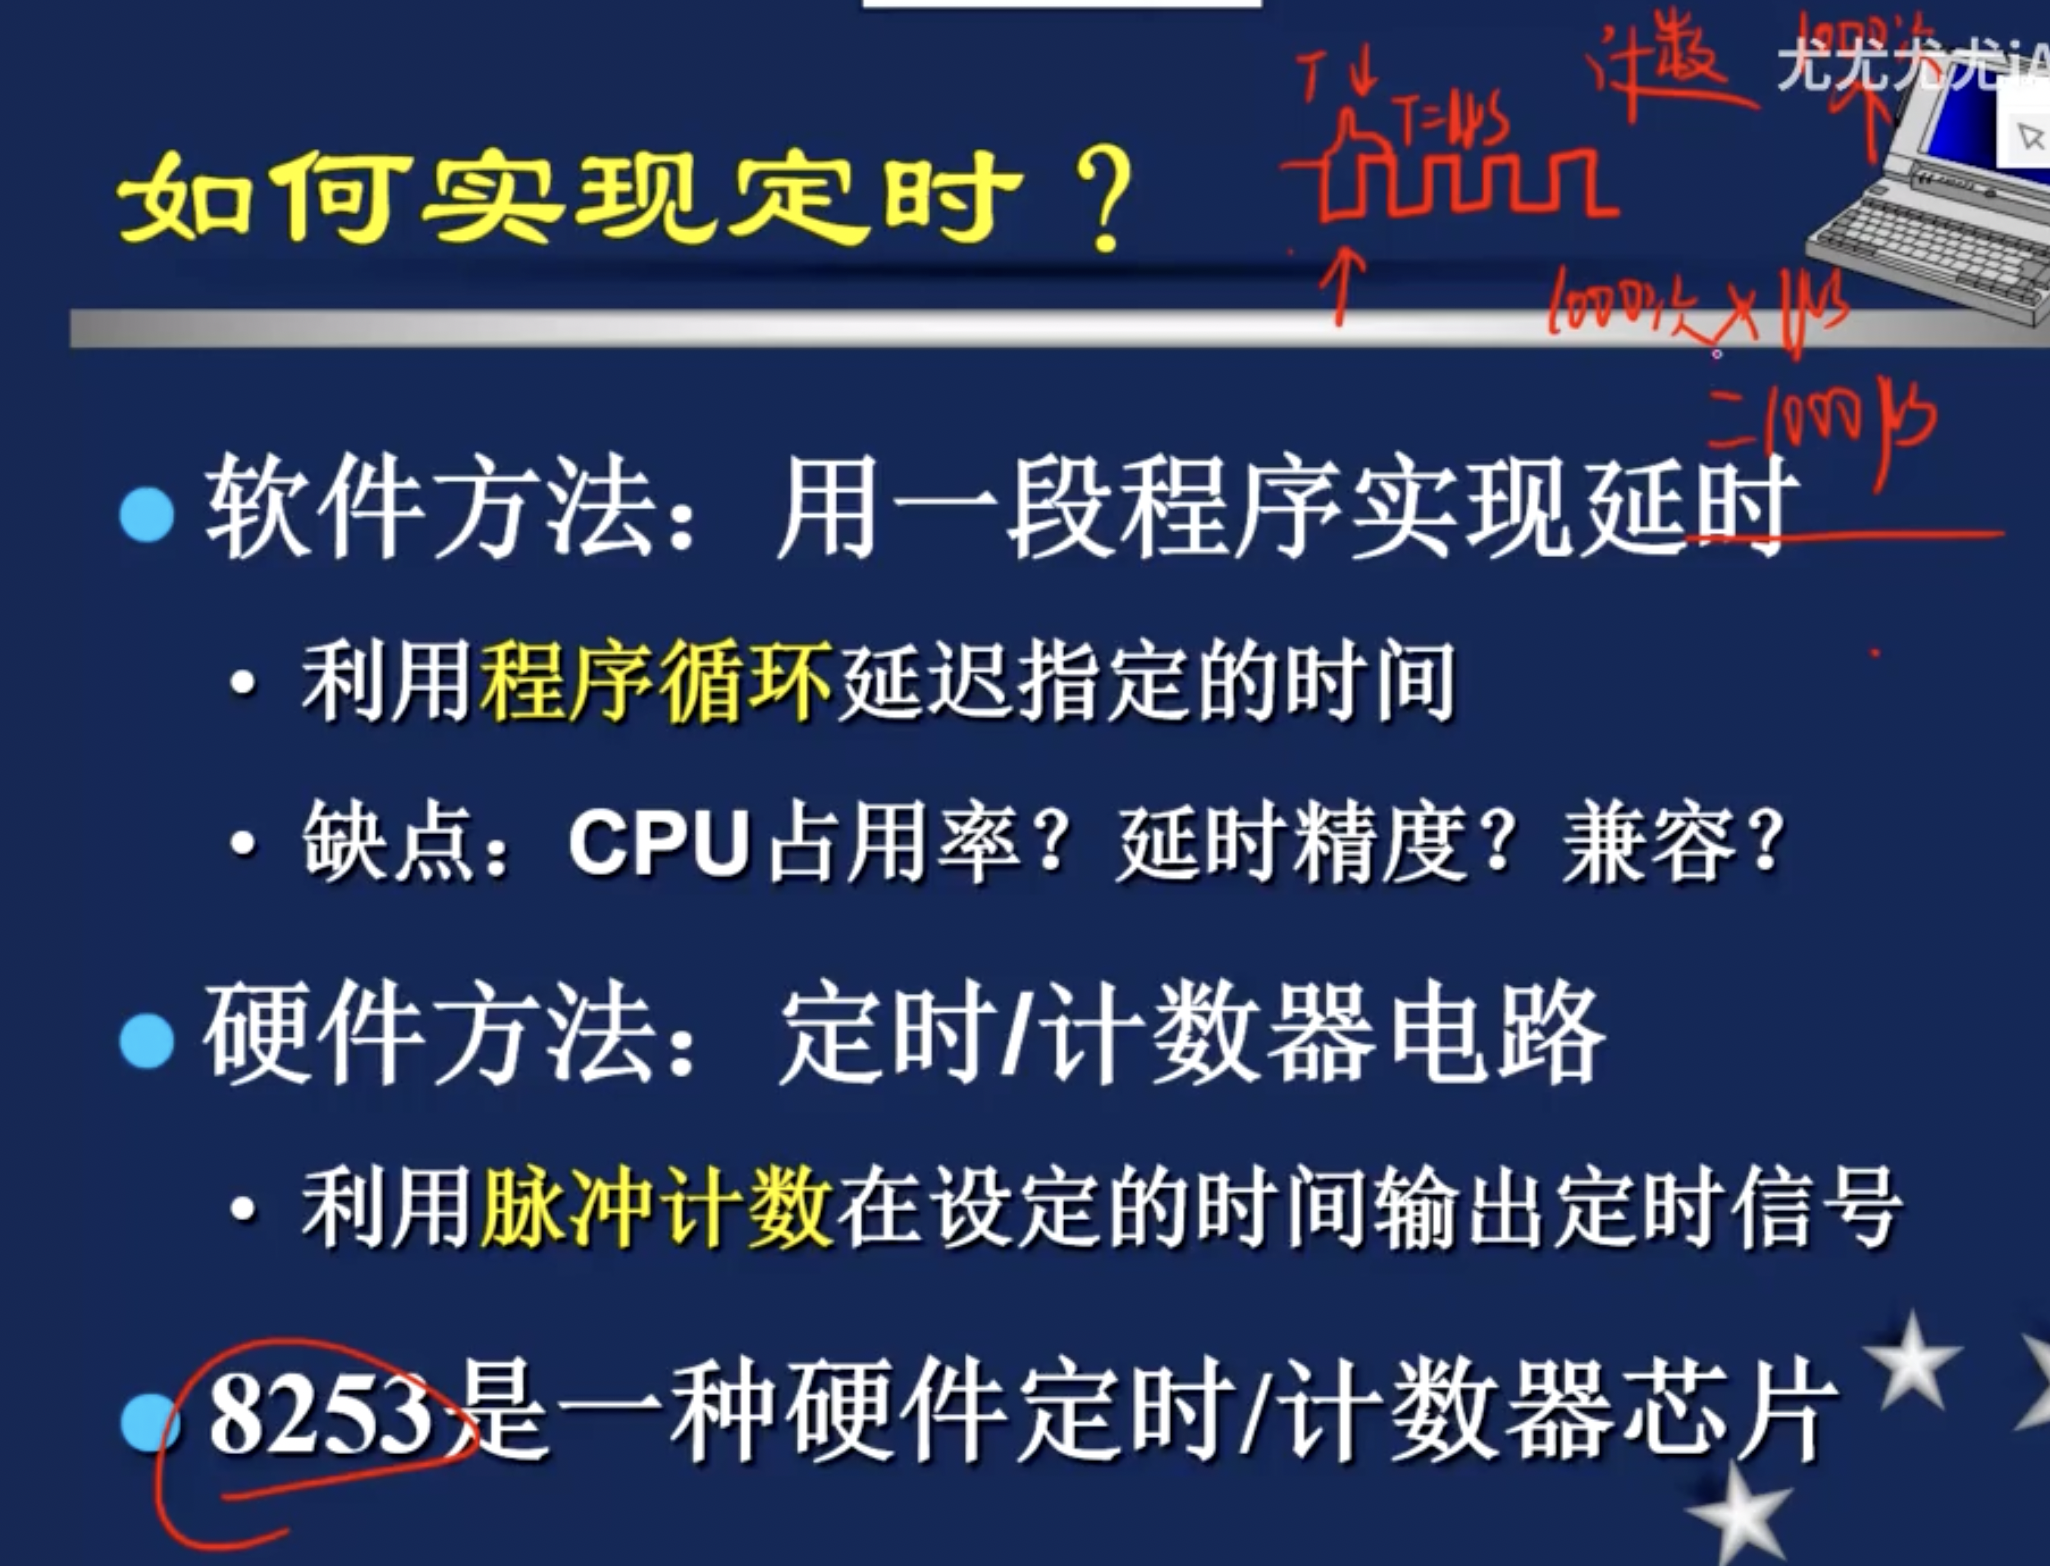 计数 1000次
尤尤尤尤iA
T
T=1μs
如何实现定时？
1000次×1μs
=1000μs
软件方法：用一段程序实现延时
利用程序循环延迟指定的时间
缺点：CPU占用率？延时精度？兼容？
硬件方法：定时/计数器电路
利用脉冲计数在设定的时间输出定时信号
8253是一种硬件定时/计数器芯片